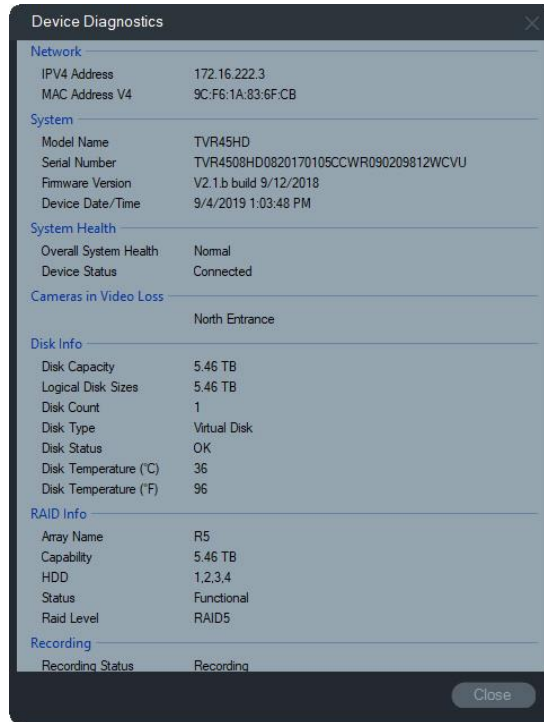 Device Diagnostics
Network
IPV4 Address 172.16.222.3
MAC Address V4 9C:F6:1A:83:6F:CB
System
Model Name TVR45HD
Serial Number TVR4508HD0820170105CCWR090209812WCVU
Firmware Version V2.1.b build 9/12/2018
Device Date/Time 9/4/2019 1:03:48 PM
System Health
Overall System Health Normal
Device Status Connected
Cameras in Video Loss
North Entrance
Disk Info
Disk Capacity 5.46 TB
Logical Disk Sizes 5.46 TB
Disk Count 1
Disk Type Virtual Disk
Disk Status OK
Disk Temperature (°C) 36
Disk Temperature (°F) 96
RAID Info
Array Name R5
Capability 5.46 TB
HDD 1,2,3,4
Status Functional
Raid Level RAID5
Recording
Recording Status Recording
Close